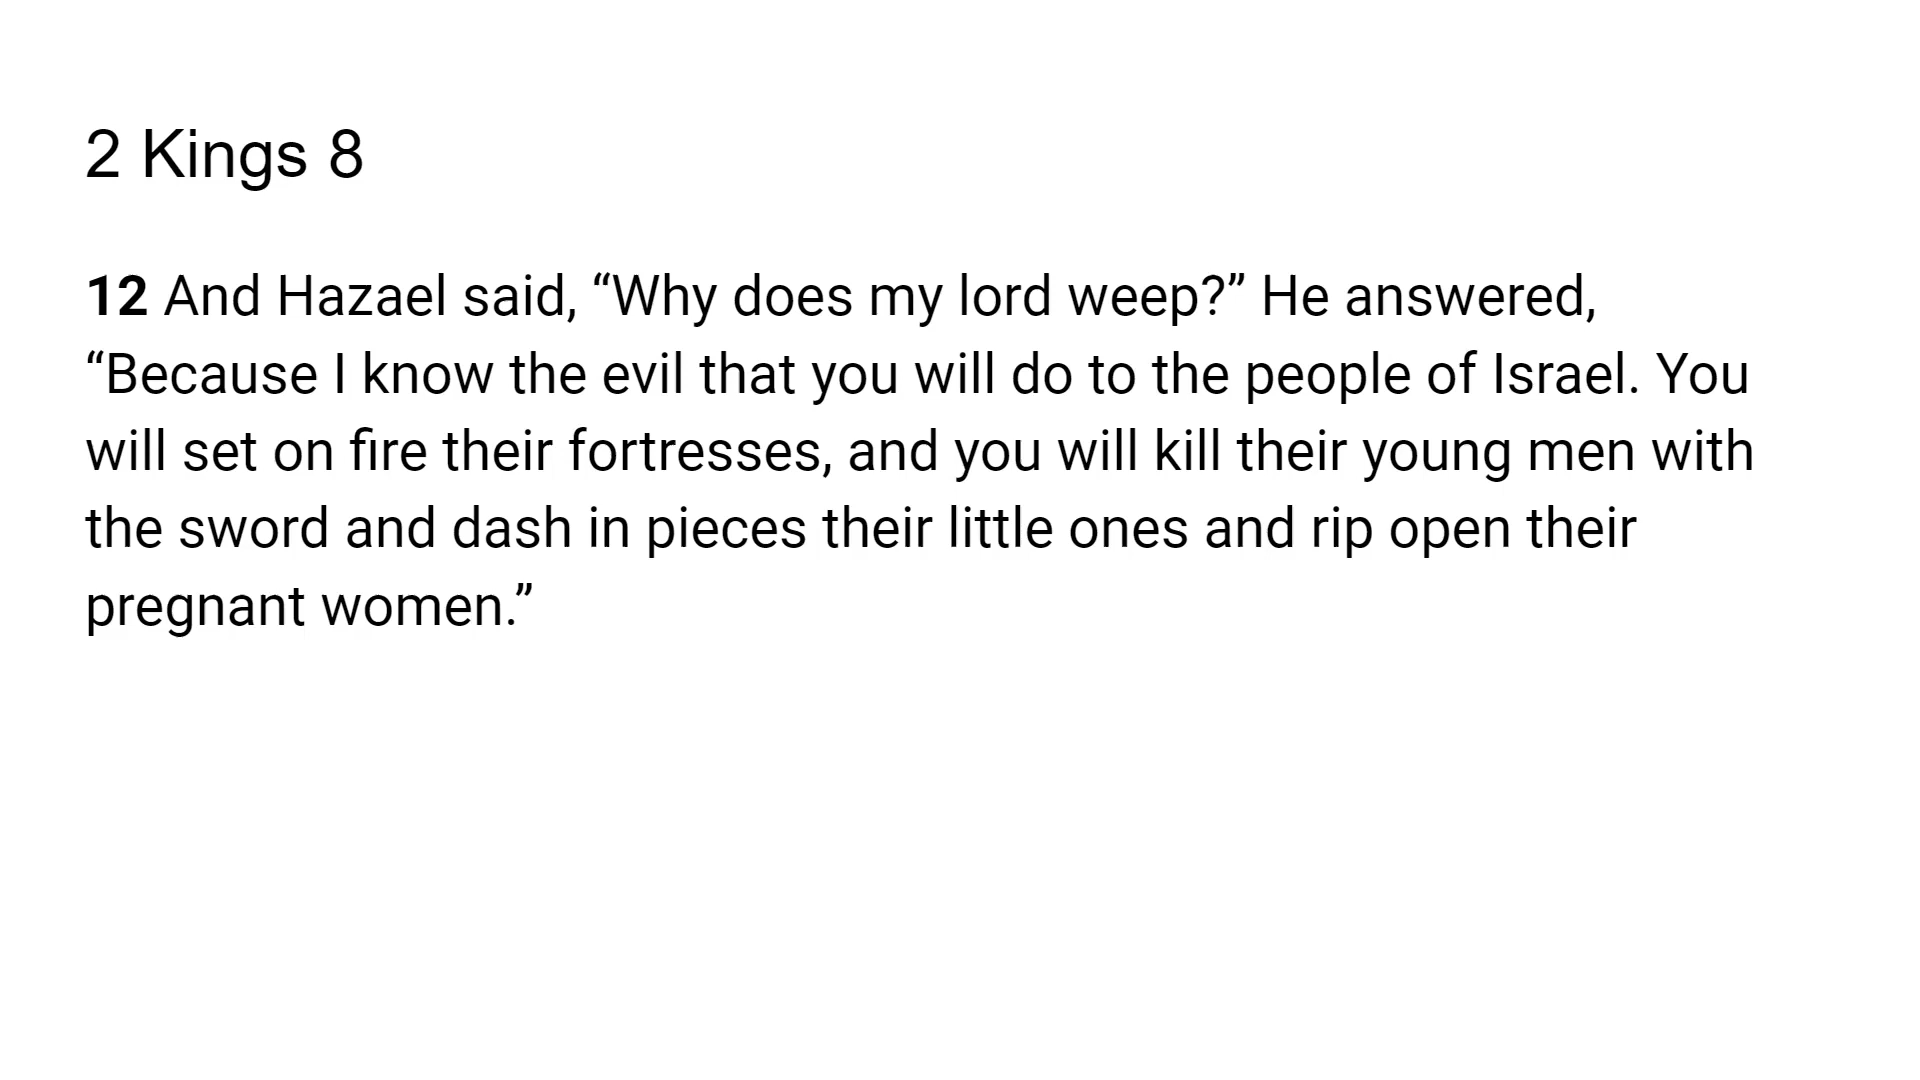 2 Kings 8
12 And Hazael said, “Why does my lord weep?” He answered,
“Because I know the evil that you will do to the people of Israel. You
will set on fire their fortresses, and you will kill their young men with
the sword and dash in pieces their little ones and rip open their
pregnant women.”